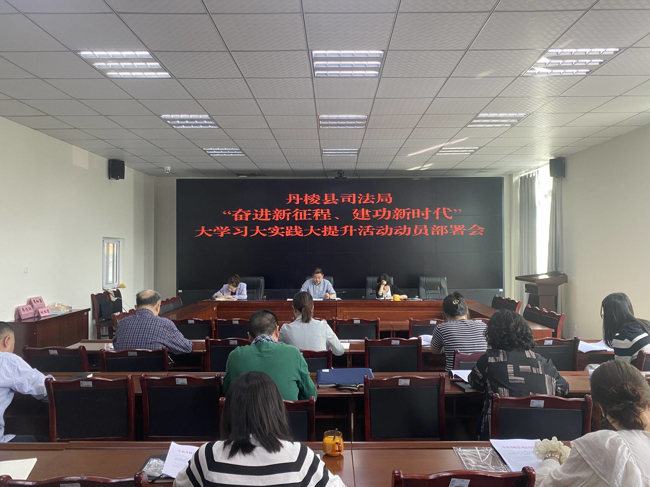 丹棱县司法局
“奋进新征程、建功新时代”
大学习大实践大提升活动动员部署会